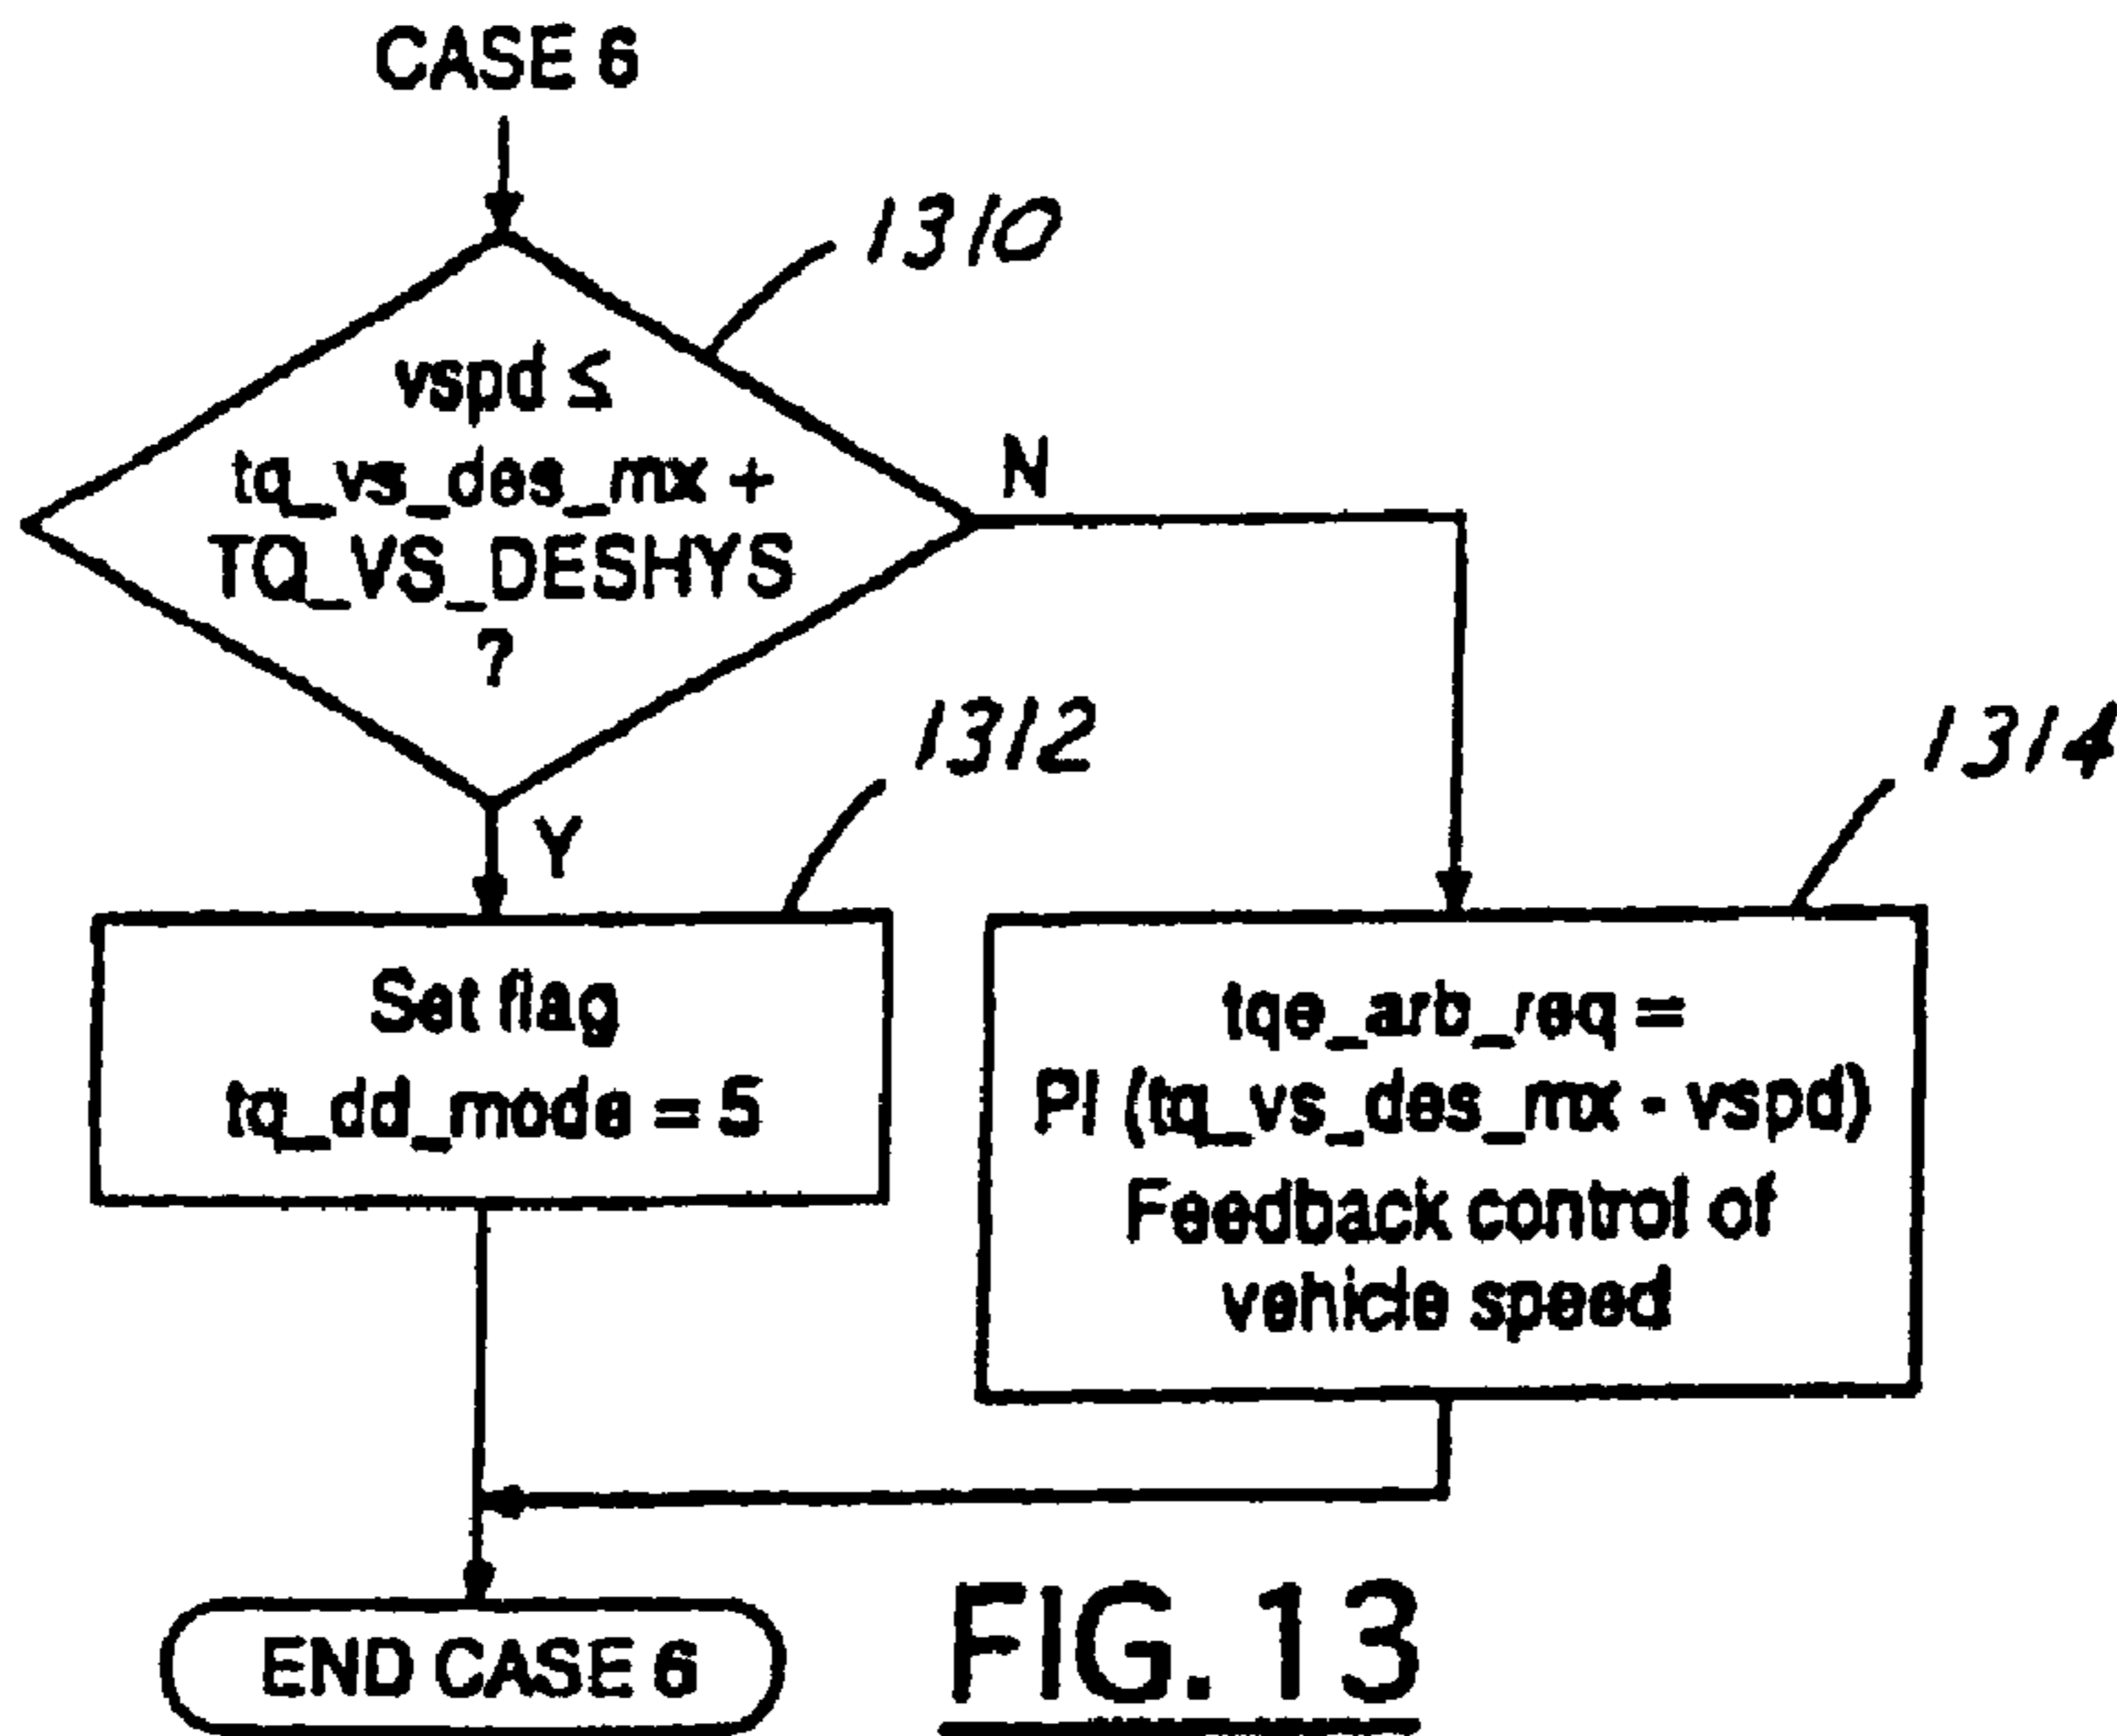 CASE 6
1310
vspd ≤
tq_vs_des_mx +
TQ_VS_DESHYS
?
N
Y
1312
1314
Set flag
tq_dd_mode = 5
tqe_arb_req =
PI (tq_vs_des_mx - vspd)
Feedback control of
vehicle speed
END CASE 6
FIG. 13